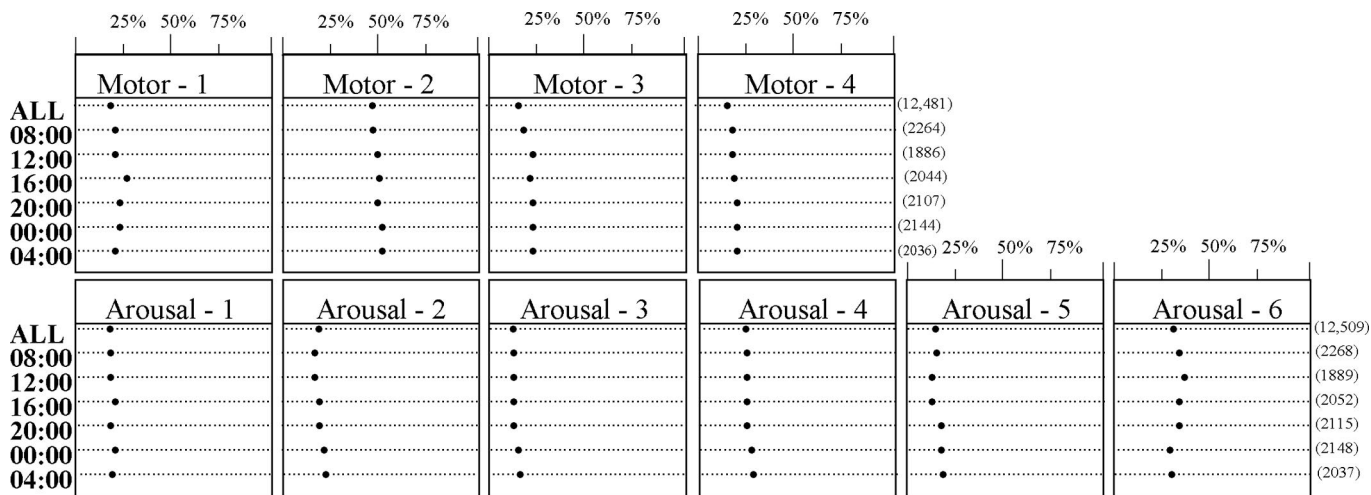 25% 50% 75% 25% 50% 75% 25% 50% 75% 25% 50% 75%
Motor - 1 Motor - 2 Motor - 3 Motor - 4
ALL (12,481)
08:00 (2264)
12:00 (1886)
16:00 (2044)
20:00 (2107)
00:00 (2144)
04:00 (2036)
25% 50% 75% 25% 50% 75%
Arousal - 1 Arousal - 2 Arousal - 3 Arousal - 4 Arousal - 5 Arousal - 6
ALL (12,509)
08:00 (2268)
12:00 (1889)
16:00 (2052)
20:00 (2115)
00:00 (2148)
04:00 (2037)